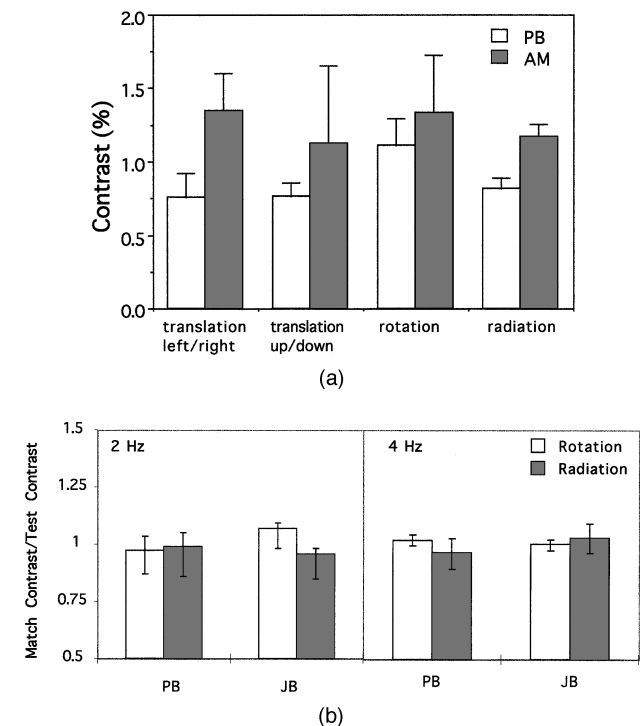 2.0
PB
AM
1.5
Contrast (%)
1.0
0.5
0.0
translation
left/right
translation
up/down
rotation
radiation
(a)
1.5
2 Hz
4 Hz
Rotation
Radiation
1.25
Match Contrast/Test Contrast
1
0.75
0.5
PB
JB
PB
JB
(b)